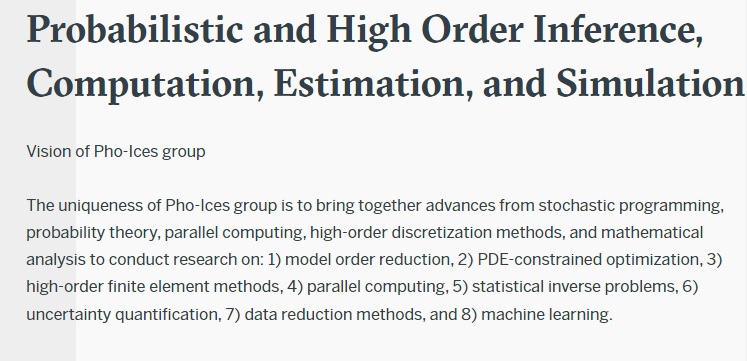 Probabilistic and High Order Inference,
Computation, Estimation, and Simulation
Vision of Pho-Ices group
The uniqueness of Pho-Ices group is to bring together advances from stochastic programming,
probability theory, parallel computing, high-order discretization methods, and mathematical
analysis to conduct research on: 1) model order reduction, 2) PDE-constrained optimization, 3)
high-order finite element methods, 4) parallel computing, 5) statistical inverse problems, 6)
uncertainty quantification, 7) data reduction methods, and 8) machine learning.